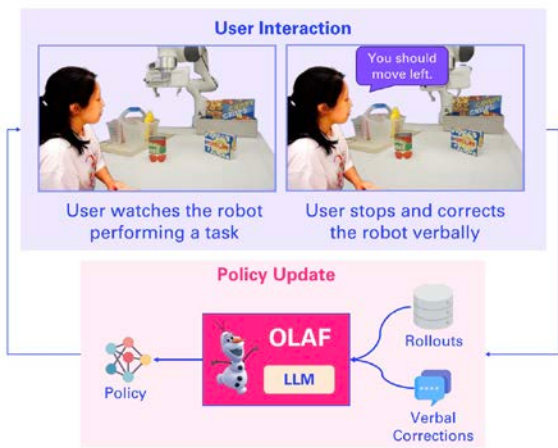 User Interaction
You should
move left.
User watches the robot
performing a task
User stops and corrects
the robot verbally
Policy Update
OLAF
LLM
Policy
Rollouts
Verbal
Corrections